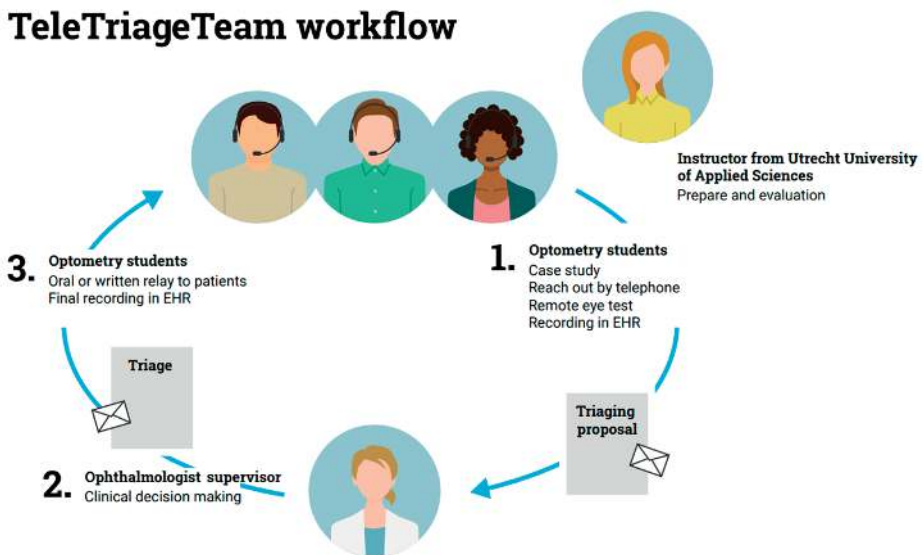 TeleTriageTeam workflow
Instructor from Utrecht University
of Applied Sciences
Prepare and evaluation
1.
Optometry students
Case study
Reach out by telephone
Remote eye test
Recording in EHR
Triaging
proposal
2.
Ophthalmologist supervisor
Clinical decision making
Triage
3.
Optometry students
Oral or written relay to patients
Final recording in EHR